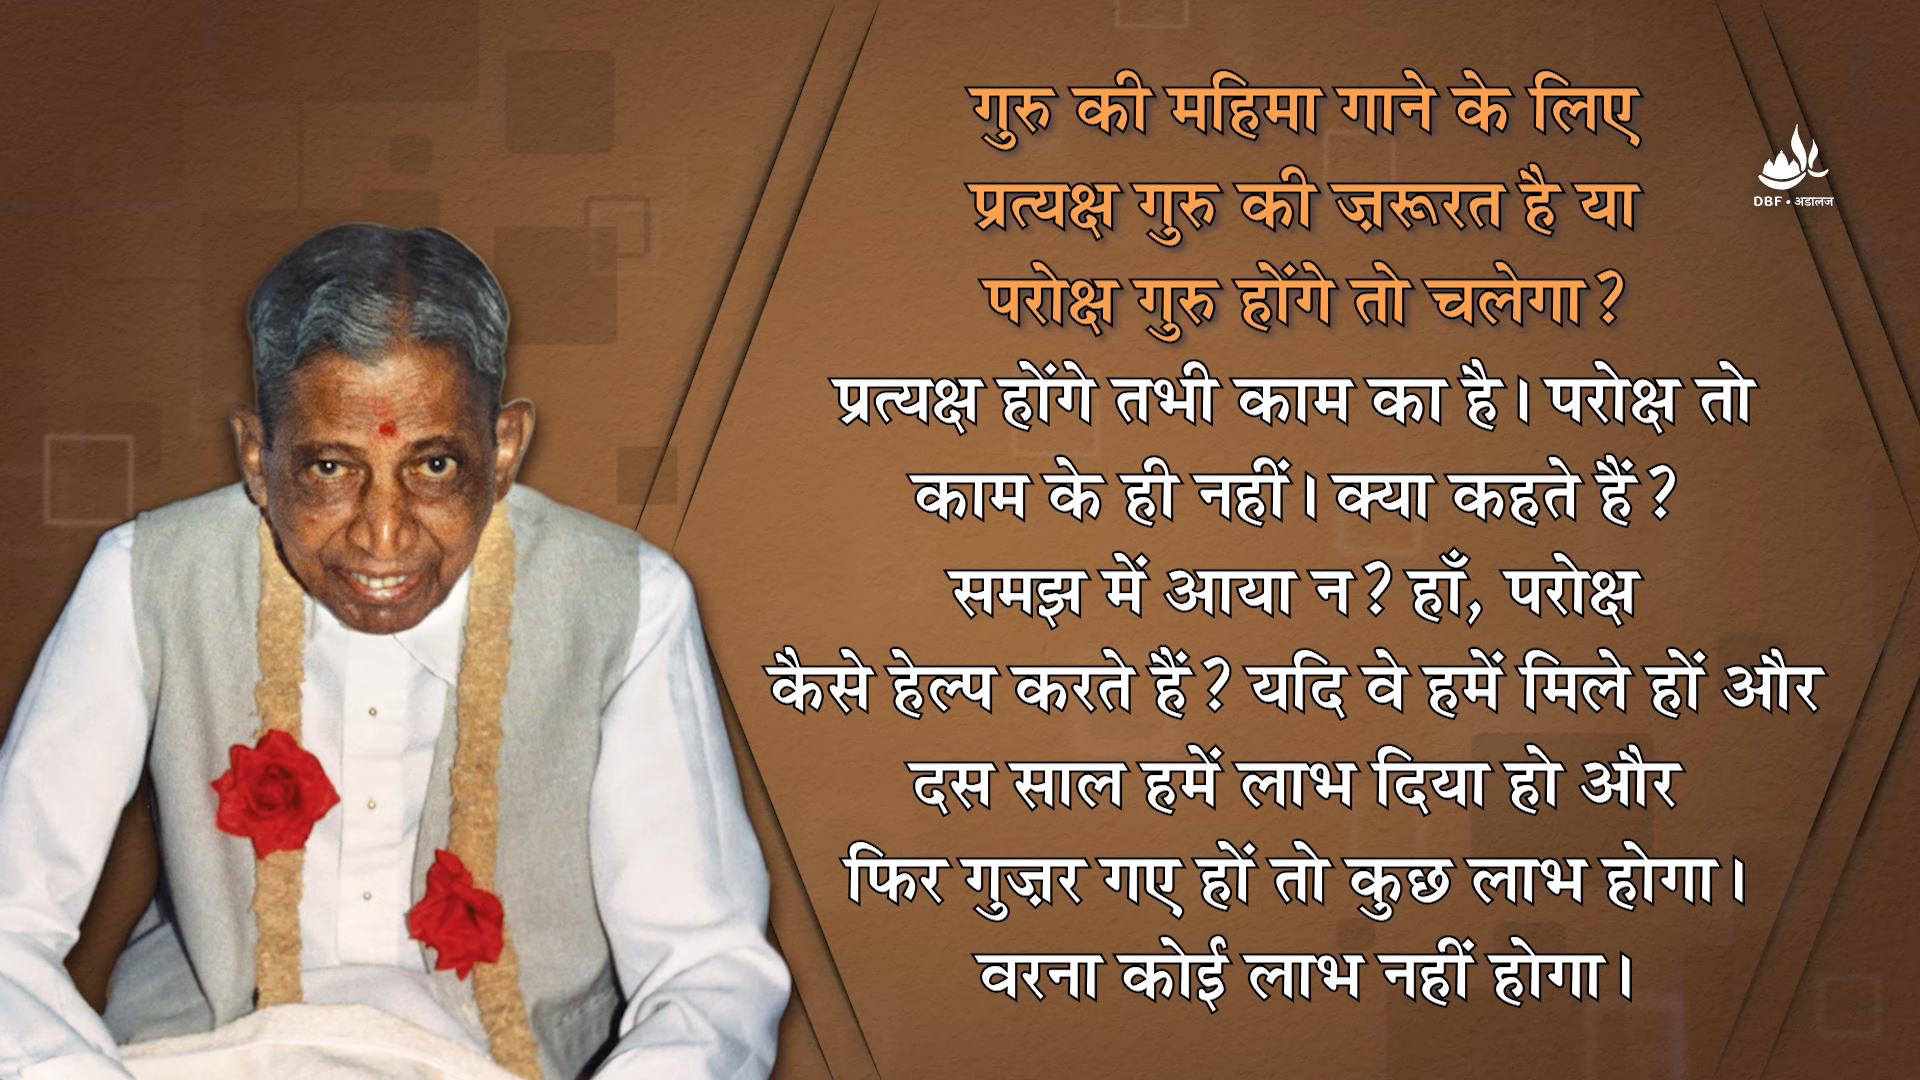 गुरु की महिमा गाने के लिए
प्रत्यक्ष गुरु की ज़रूरत है या
परोक्ष गुरु होंगे तो चलेगा?
DBF • अडालज
प्रत्यक्ष होंगे तभी काम का है। परोक्ष तो
काम के ही नहीं। क्या कहते हैं?
समझ में आया न? हाँ, परोक्ष
कैसे हेल्प करते हैं? यदि वे हमें मिले हों और
दस साल हमें लाभ दिया हो और
फिर गुज़र गए हों तो कुछ लाभ होगा।
वरना कोई लाभ नहीं होगा।